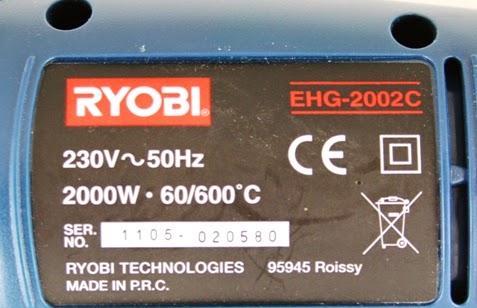 RYOBI®
EHG-2002C
230V~50Hz
CE
2000W • 60/600°C
SER. NO. 1105-020580
RYOBI TECHNOLOGIES 95945 Roissy
MADE IN P.R.C.